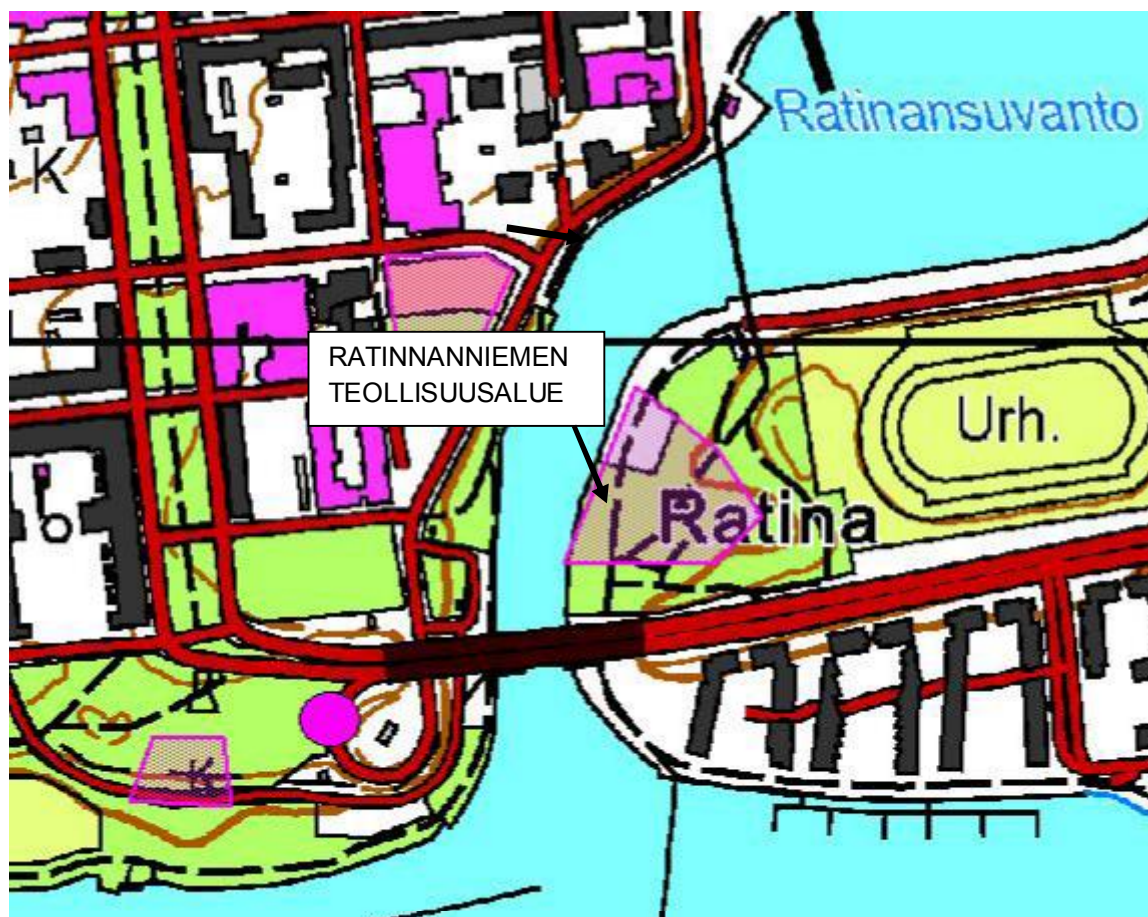 Ratinansuvanto
K
RATINNANNIEMEN
TEOLLISUUSALUE
Urh.
Ratina
K